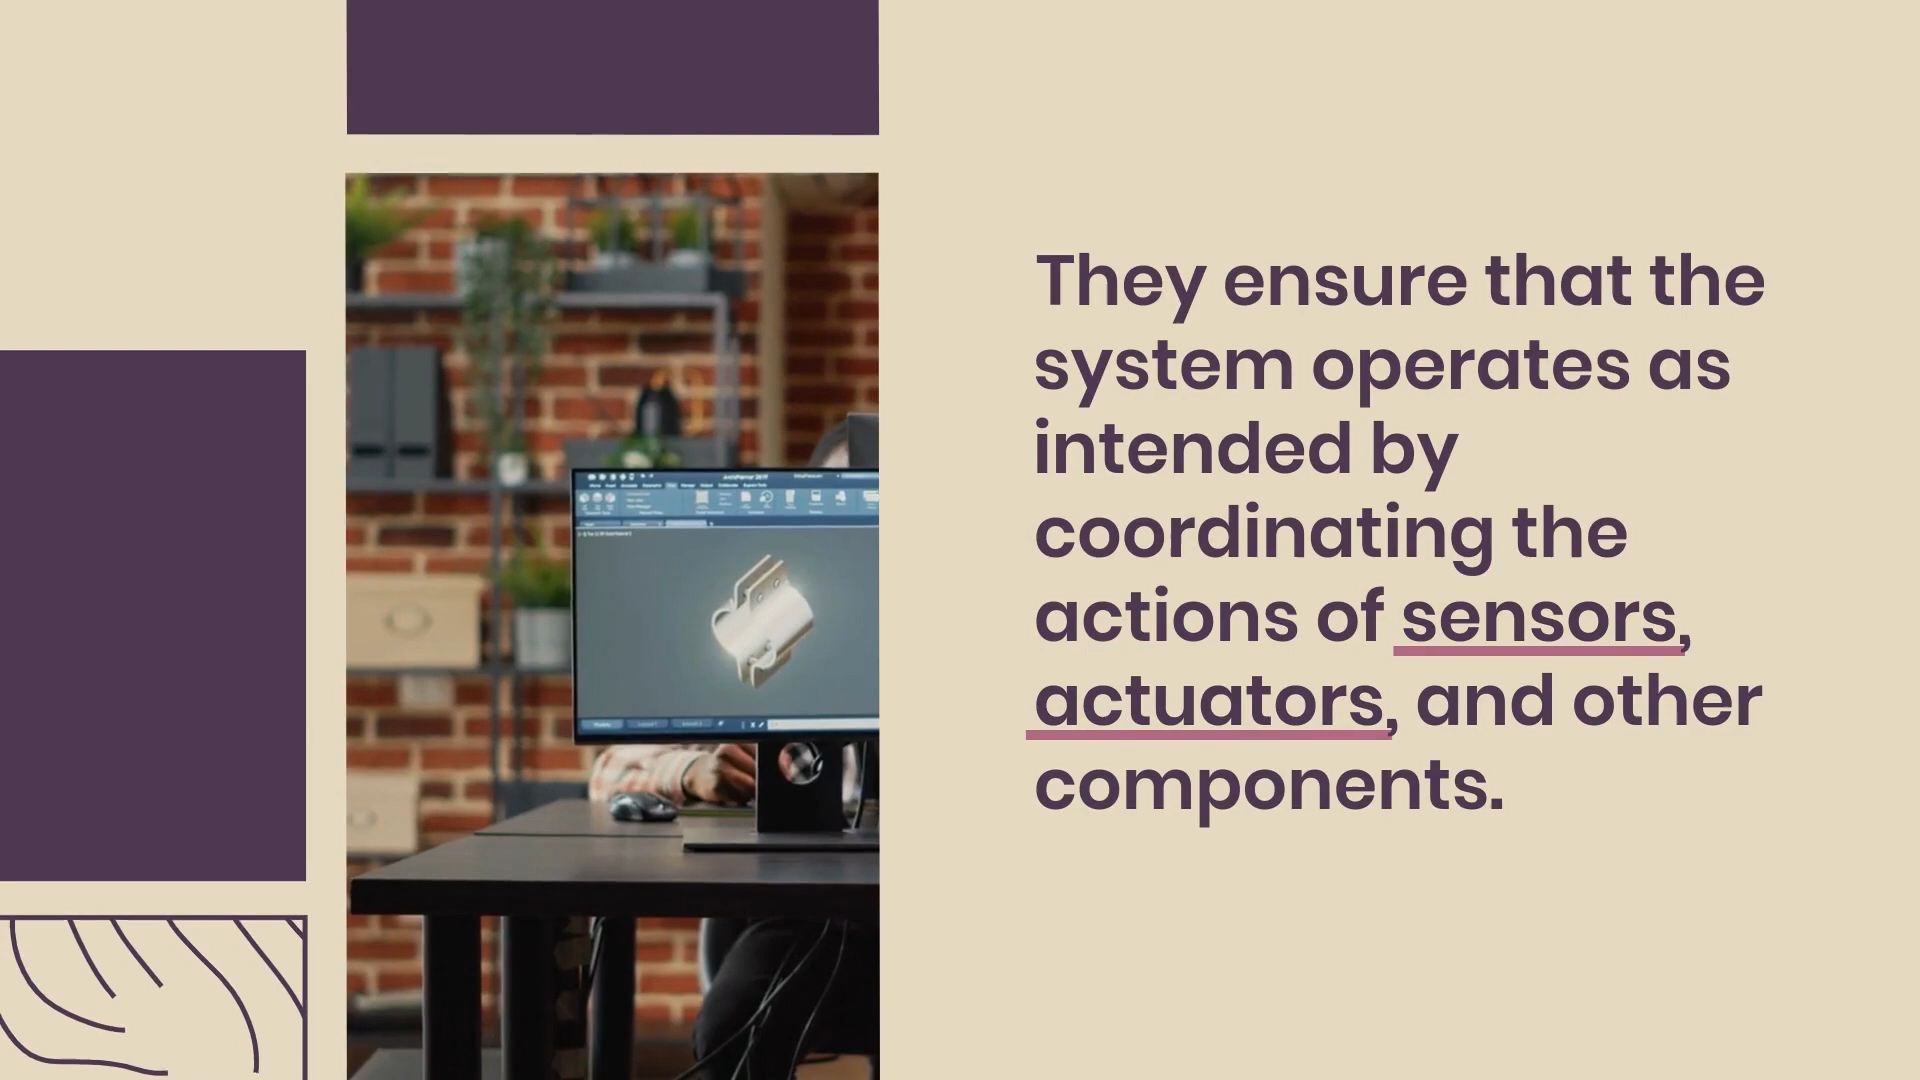 They ensure that the
system operates as
intended by
coordinating the
actions of sensors,
actuators, and other
components.